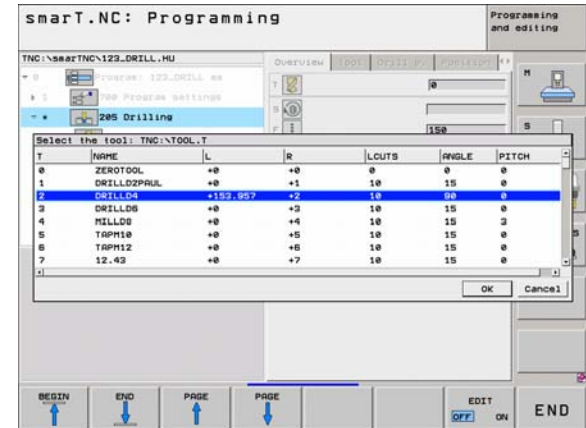 smarT.NC: Programming
Programming and editing
TNC:\smarTNC\123_DRILL.HU
Overview Tool Drill p. Position
0 Program: 123_DRILL mm
T 0
1 700 Program settings
S
205 Drilling
F 150
M
S
Select the tool: TNC:\TOOL.T
T NAME L R LCUTS ANGLE PITCH
0 ZEROTOOL +0 +0 0 0 0
1 DRILLD2PAUL +0 +1 10 15 0
2 DRILLD4 +153.957 +2 10 90 0
3 DRILLD6 +0 +3 10 15 0
4 MILLD8 +0 +4 10 15 3
5 TAPM10 +0 +5 10 15 0
6 TAPM12 +0 +6 10 15 0
7 12.43 +0 +7 10 15 0
OK Cancel
BEGIN END PAGE PAGE EDIT
OFF ON END